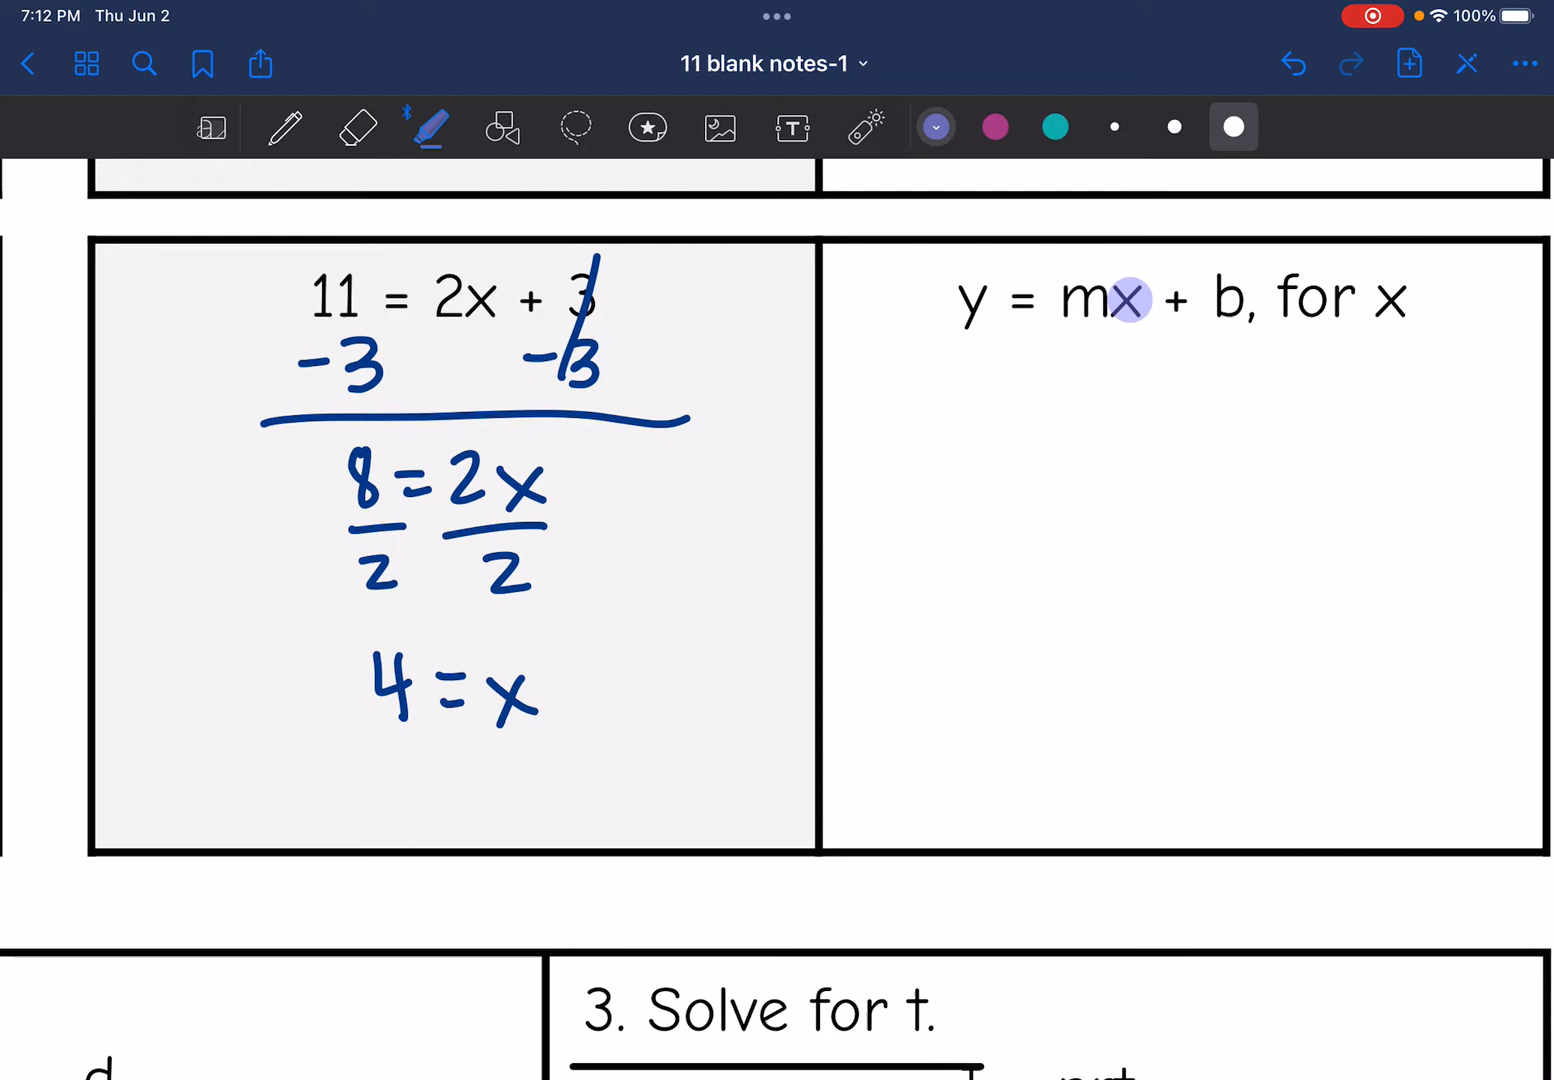 7:12 PM Thu Jun 2
100%
11 blank notes-1
11 = 2x + 3
-3 -3
8 = 2x
2 2
4 = x
y = mx + b, for x
3. Solve for t.